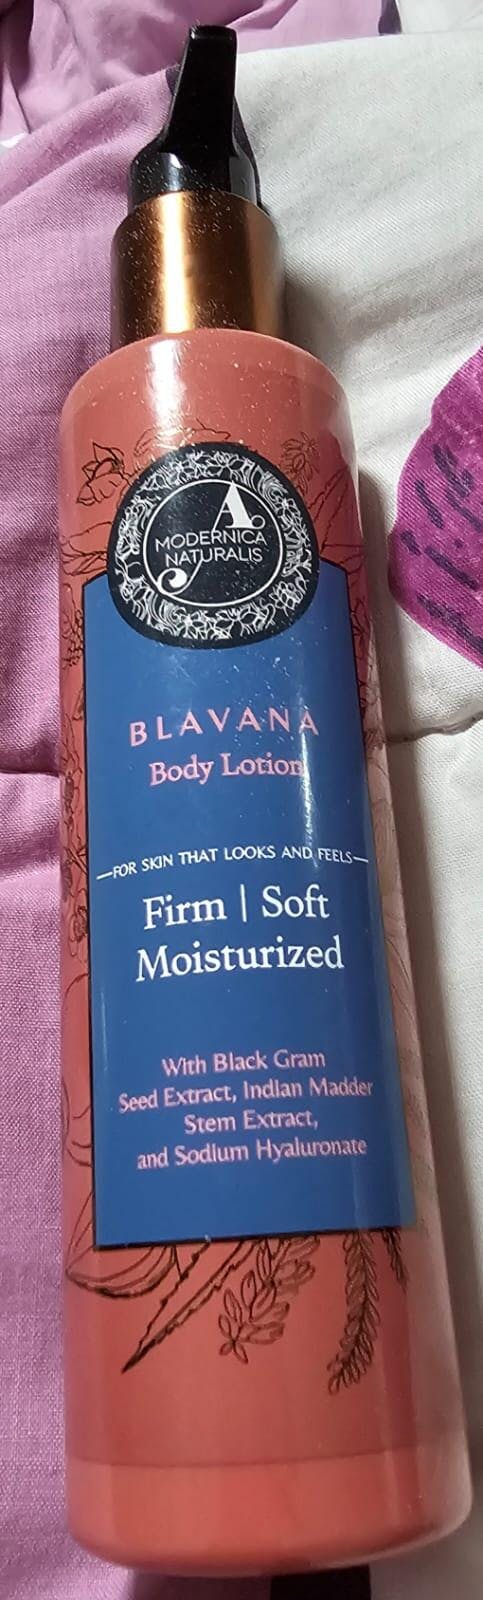 A
MODERNICA
NATURALIS
BLAVANA
Body Lotion
FOR SKIN THAT LOOKS AND FEELS
Firm | Soft
Moisturized
With Black Gram
Seed Extract, Indian Madder
Stem Extract,
and Sodium Hyaluronate